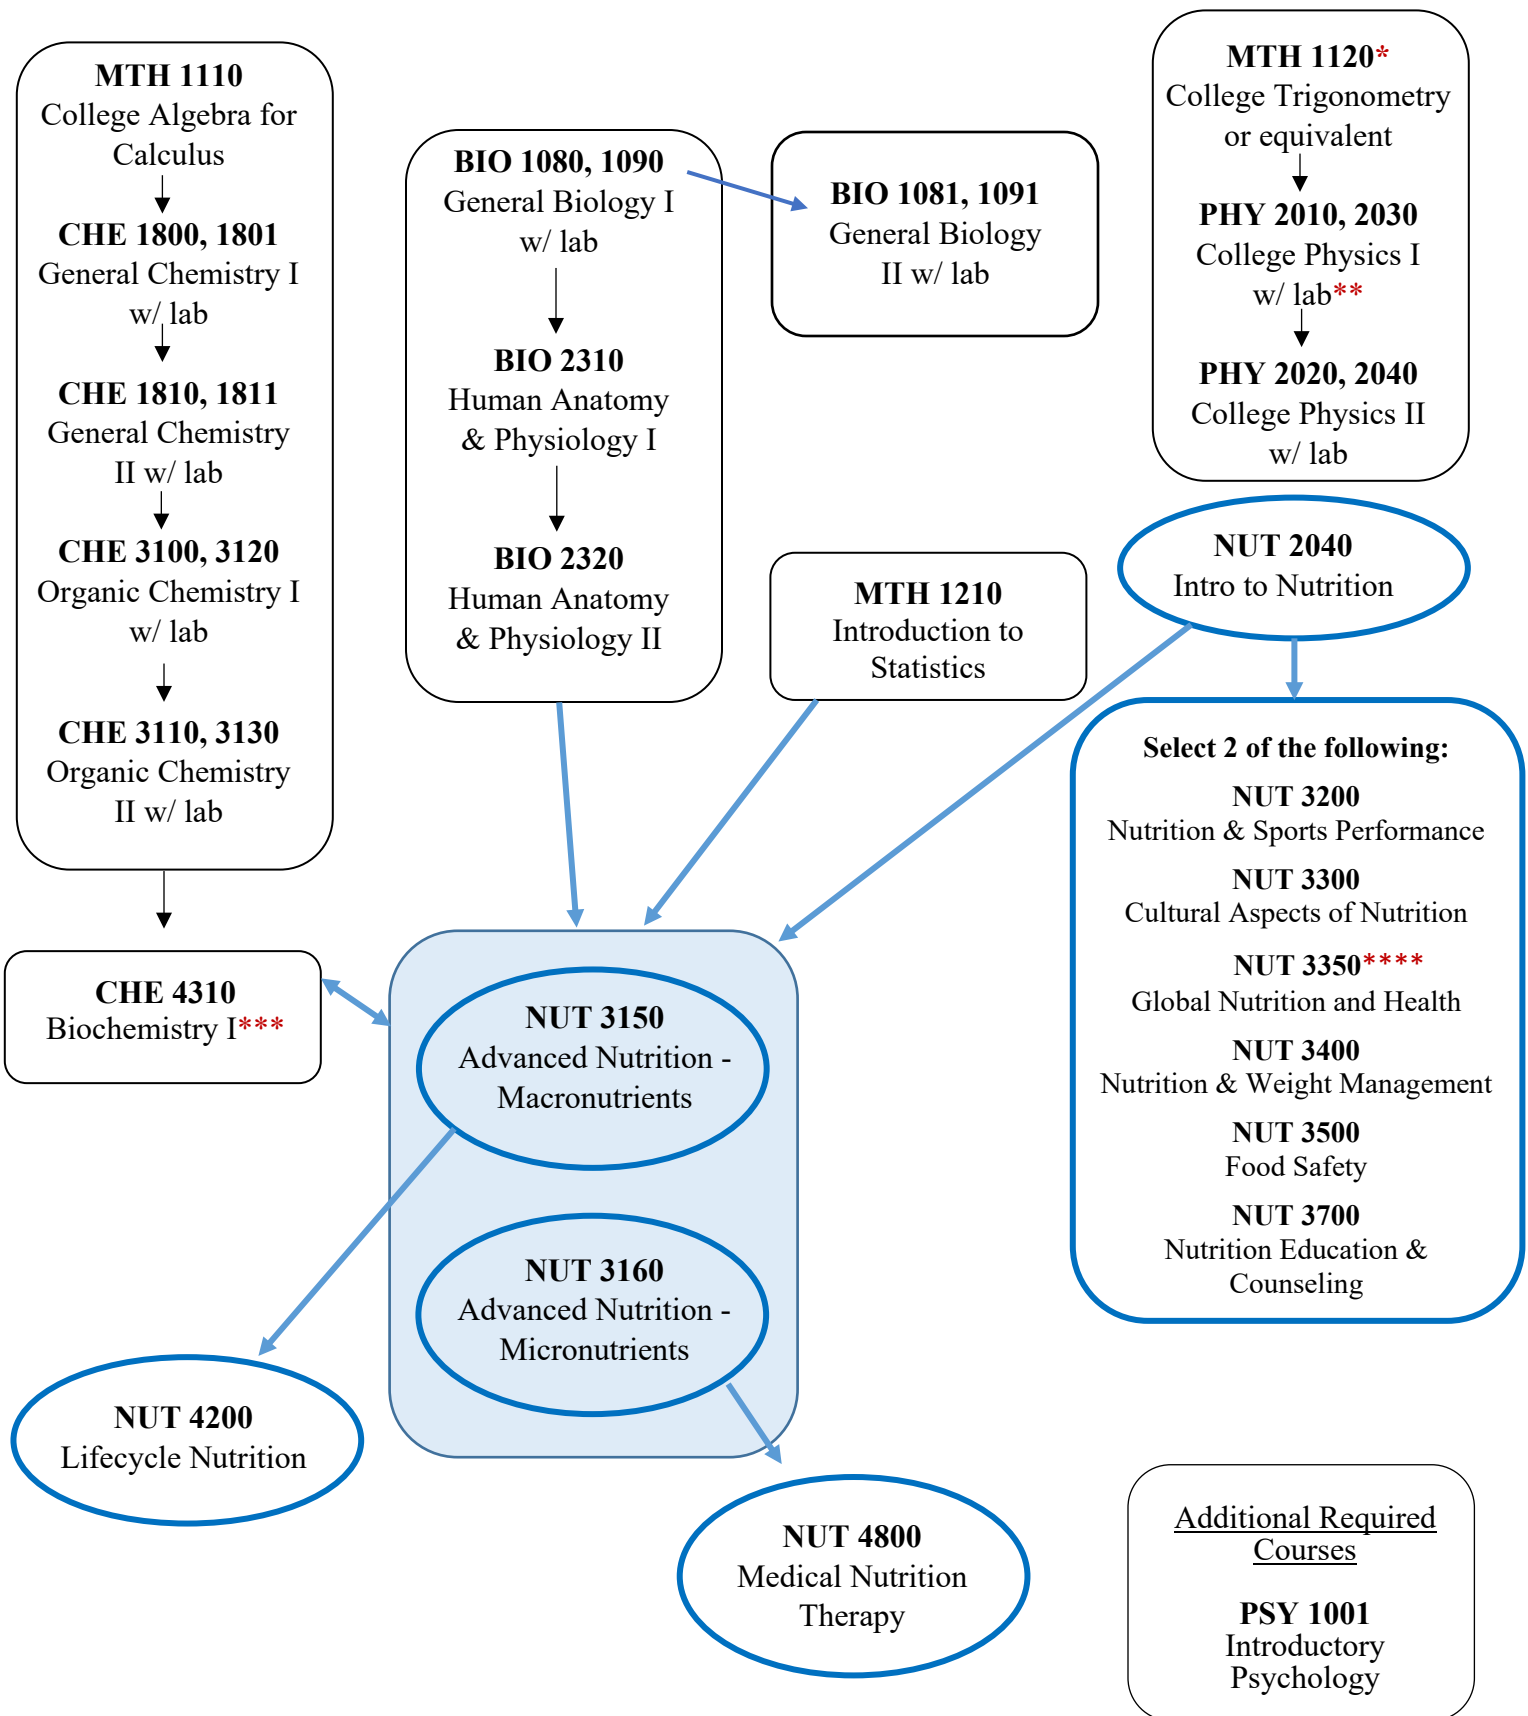 MTH 1110
College Algebra for
Calculus
CHE 1800, 1801
General Chemistry I
w/ lab
CHE 1810, 1811
General Chemistry
II w/ lab
CHE 3100, 3120
Organic Chemistry I
w/ lab
CHE 3110, 3130
Organic Chemistry
II w/ lab
CHE 4310
Biochemistry I***
BIO 1080, 1090
General Biology I
w/ lab
BIO 2310
Human Anatomy
& Physiology I
BIO 2320
Human Anatomy
& Physiology II
BIO 1081, 1091
General Biology
II w/ lab
MTH 1120*
College Trigonometry
or equivalent
PHY 2010, 2030
College Physics I
w/ lab**
PHY 2020, 2040
College Physics II
w/ lab
MTH 1210
Introduction to
Statistics
NUT 2040
Intro to Nutrition
Select 2 of the following:
NUT 3200
Nutrition & Sports Performance
NUT 3300
Cultural Aspects of Nutrition
NUT 3350****
Global Nutrition and Health
NUT 3400
Nutrition & Weight Management
NUT 3500
Food Safety
NUT 3700
Nutrition Education &
Counseling
NUT 3150
Advanced Nutrition -
Macronutrients
NUT 3160
Advanced Nutrition -
Micronutrients
NUT 4200
Lifecycle Nutrition
NUT 4800
Medical Nutrition
Therapy
Additional Required
Courses
PSY 1001
Introductory
Psychology